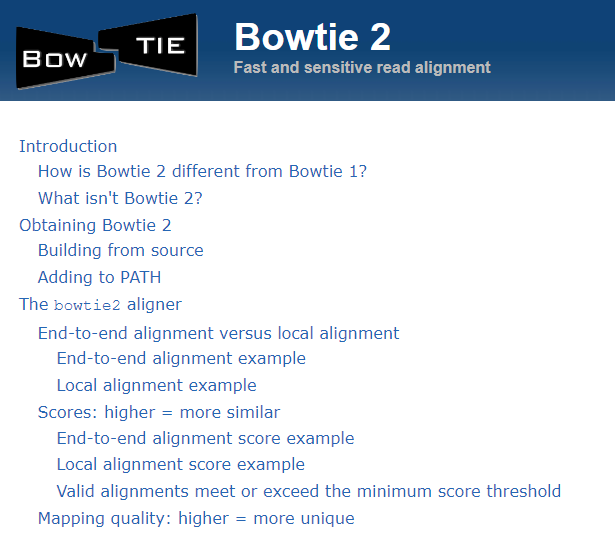 BOW TIE
Bowtie 2
Fast and sensitive read alignment
Introduction
How is Bowtie 2 different from Bowtie 1?
What isn't Bowtie 2?
Obtaining Bowtie 2
Building from source
Adding to PATH
The bowtie2 aligner
End-to-end alignment versus local alignment
End-to-end alignment example
Local alignment example
Scores: higher = more similar
End-to-end alignment score example
Local alignment score example
Valid alignments meet or exceed the minimum score threshold
Mapping quality: higher = more unique